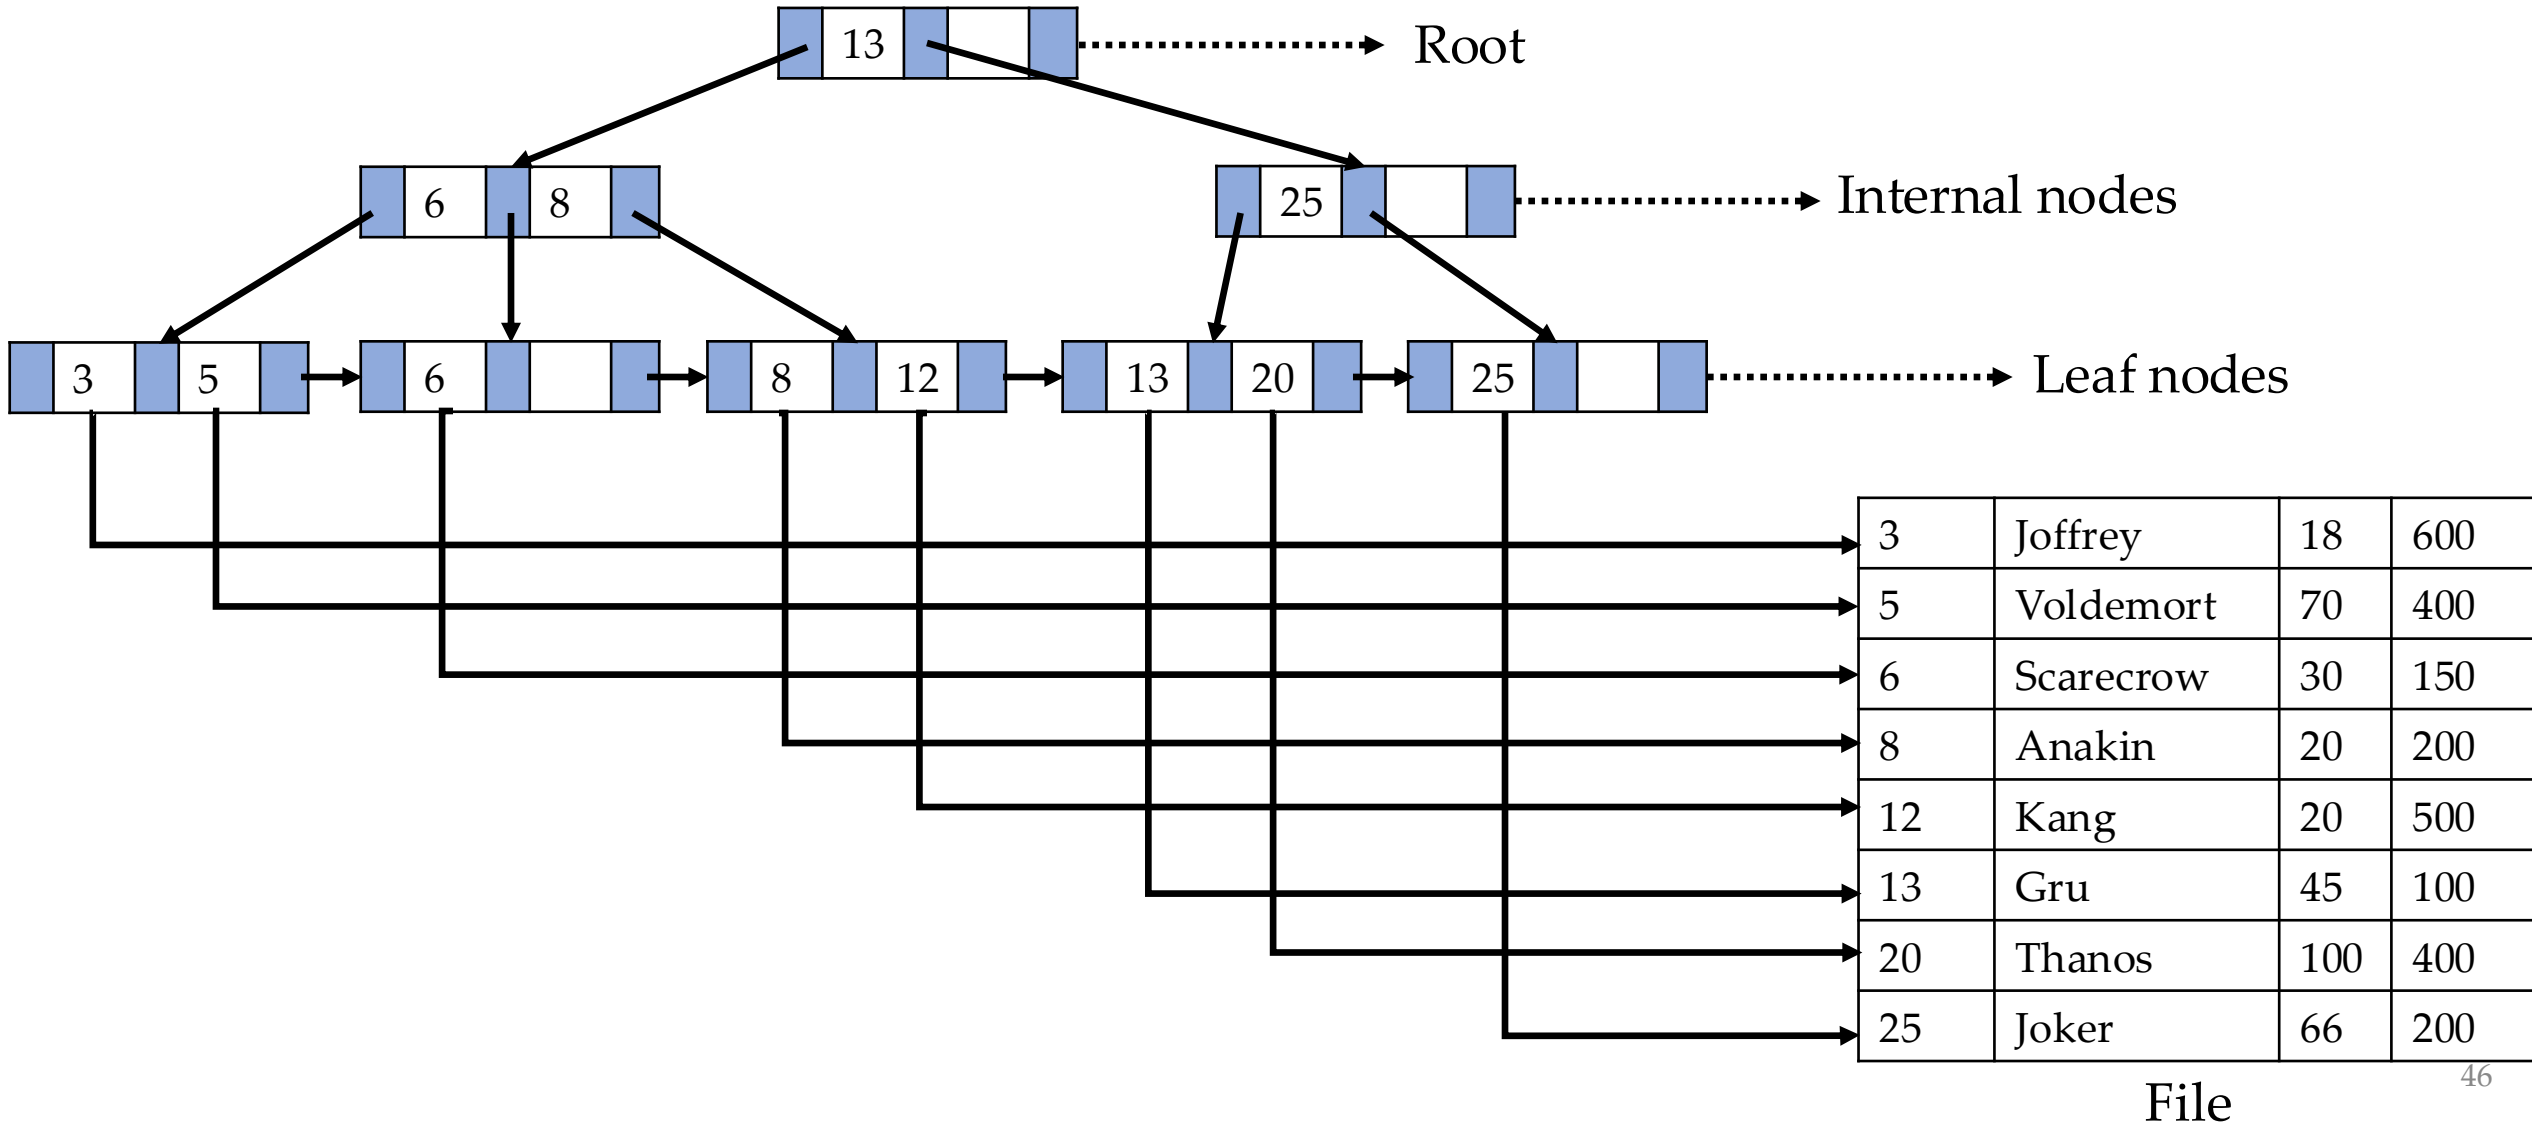 13
Root
6 8
25
Internal nodes
3 5
6
8 12
13 20
25
Leaf nodes
3 Joffrey 18 600
5 Voldemort 70 400
6 Scarecrow 30 150
8 Anakin 20 200
12 Kang 20 500
13 Gru 45 100
20 Thanos 100 400
25 Joker 66 200
46
File